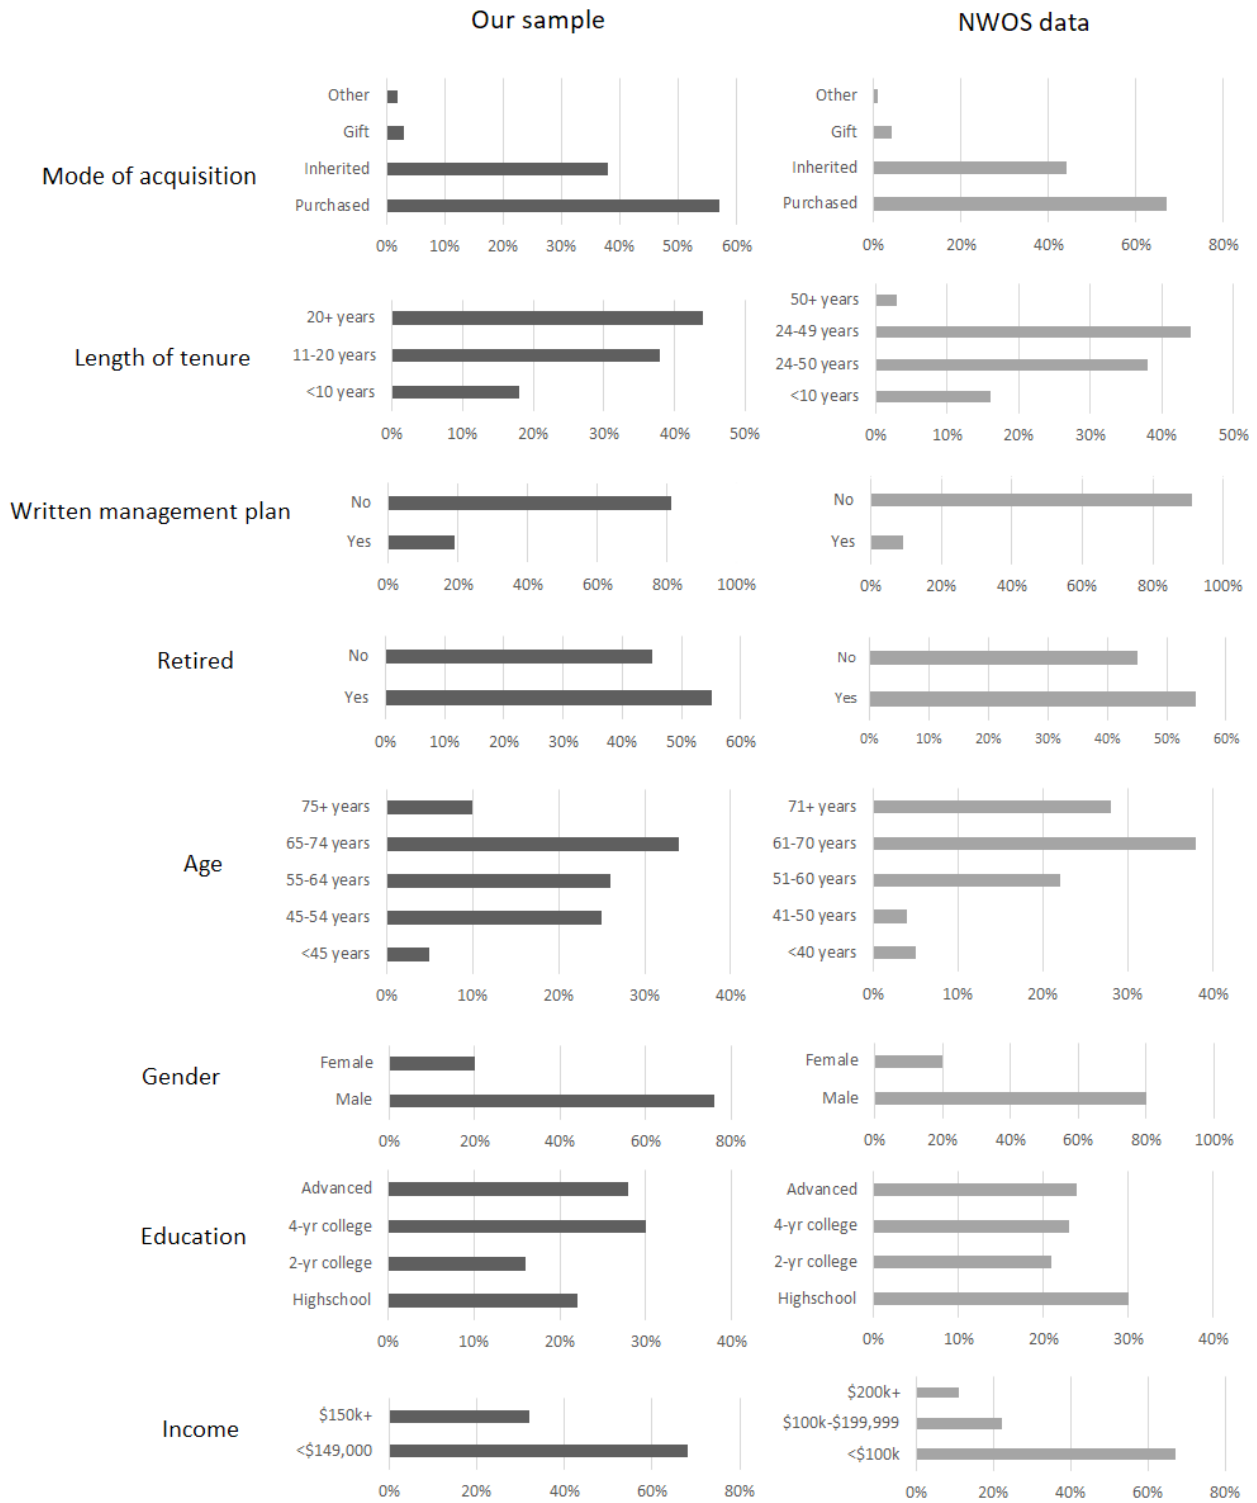 Our sample
NWOS data
Mode of acquisition
Other
Gift
Inherited
Purchased
0% 10% 20% 30% 40% 50% 60%
Other
Gift
Inherited
Purchased
0% 20% 40% 60% 80%
Length of tenure
20+ years
11-20 years
<10 years
0% 10% 20% 30% 40% 50%
50+ years
24-49 years
24-50 years
<10 years
0% 10% 20% 30% 40% 50%
Written management plan
No
Yes
0% 20% 40% 60% 80% 100%
No
Yes
0% 20% 40% 60% 80% 100%
Retired
No
Yes
0% 10% 20% 30% 40% 50% 60%
No
Yes
0% 10% 20% 30% 40% 50% 60%
Age
75+ years
65-74 years
55-64 years
45-54 years
<45 years
0% 10% 20% 30% 40%
71+ years
61-70 years
51-60 years
41-50 years
<40 years
0% 10% 20% 30% 40%
Gender
Female
Male
0% 20% 40% 60% 80%
Female
Male
0% 20% 40% 60% 80% 100%
Education
Advanced
4-yr college
2-yr college
Highschool
0% 10% 20% 30% 40%
Advanced
4-yr college
2-yr college
Highschool
0% 10% 20% 30% 40%
Income
$150k+
<$149,000
0% 20% 40% 60% 80%
$200k+
$100k-$199,999
<$100k
0% 20% 40% 60% 80%